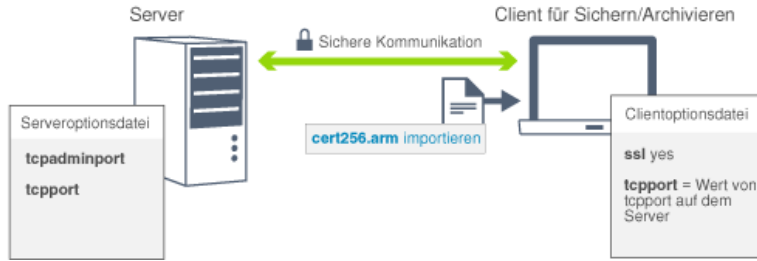 Server
Client für Sichern/Archivieren
Sichere Kommunikation
Serveroptionsdatei
tcpadminport
tcpport
cert256.arm importieren
Clientoptionsdatei
ssl yes
tcpport = Wert von
tcpport auf dem
Server